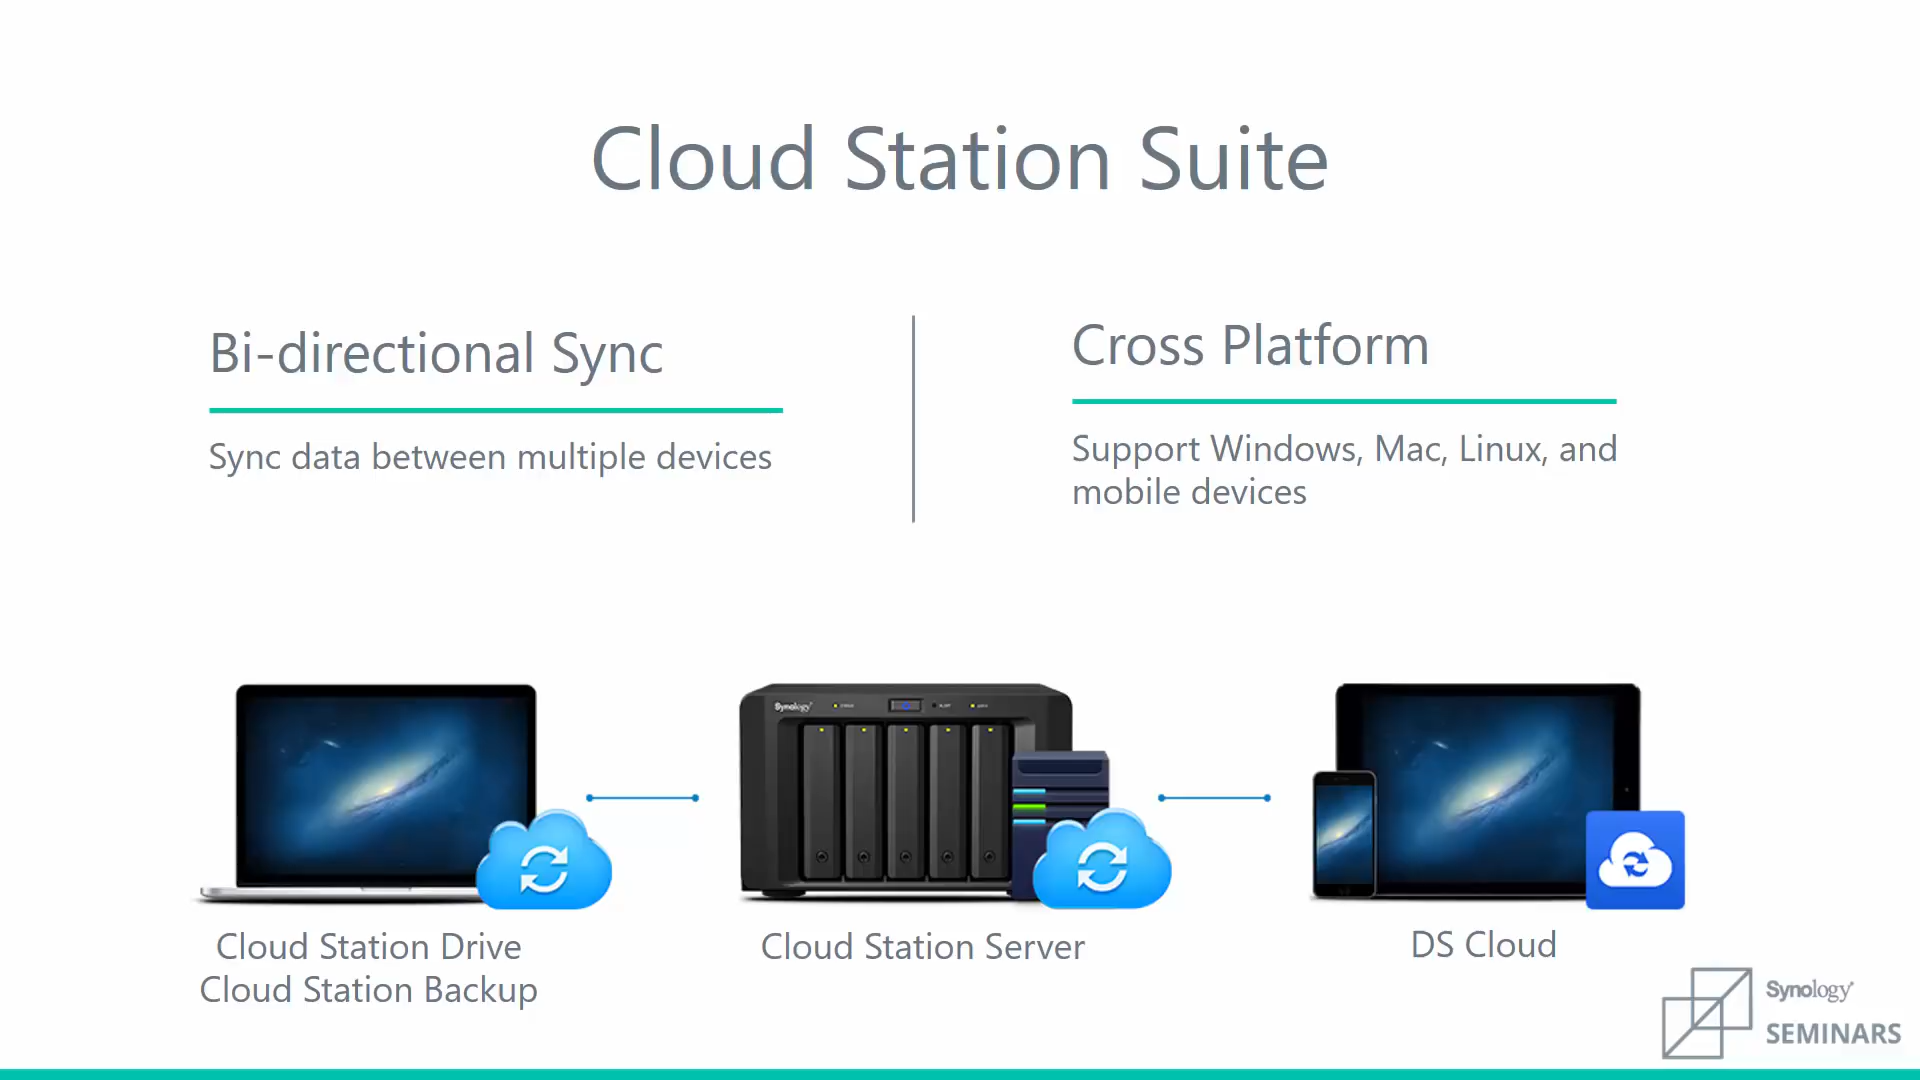 Cloud Station Suite
Bi-directional Sync
Sync data between multiple devices
Cross Platform
Support Windows, Mac, Linux, and
mobile devices
Synology
Cloud Station Drive
Cloud Station Backup
Cloud Station Server
DS Cloud
Synology
SEMINARS